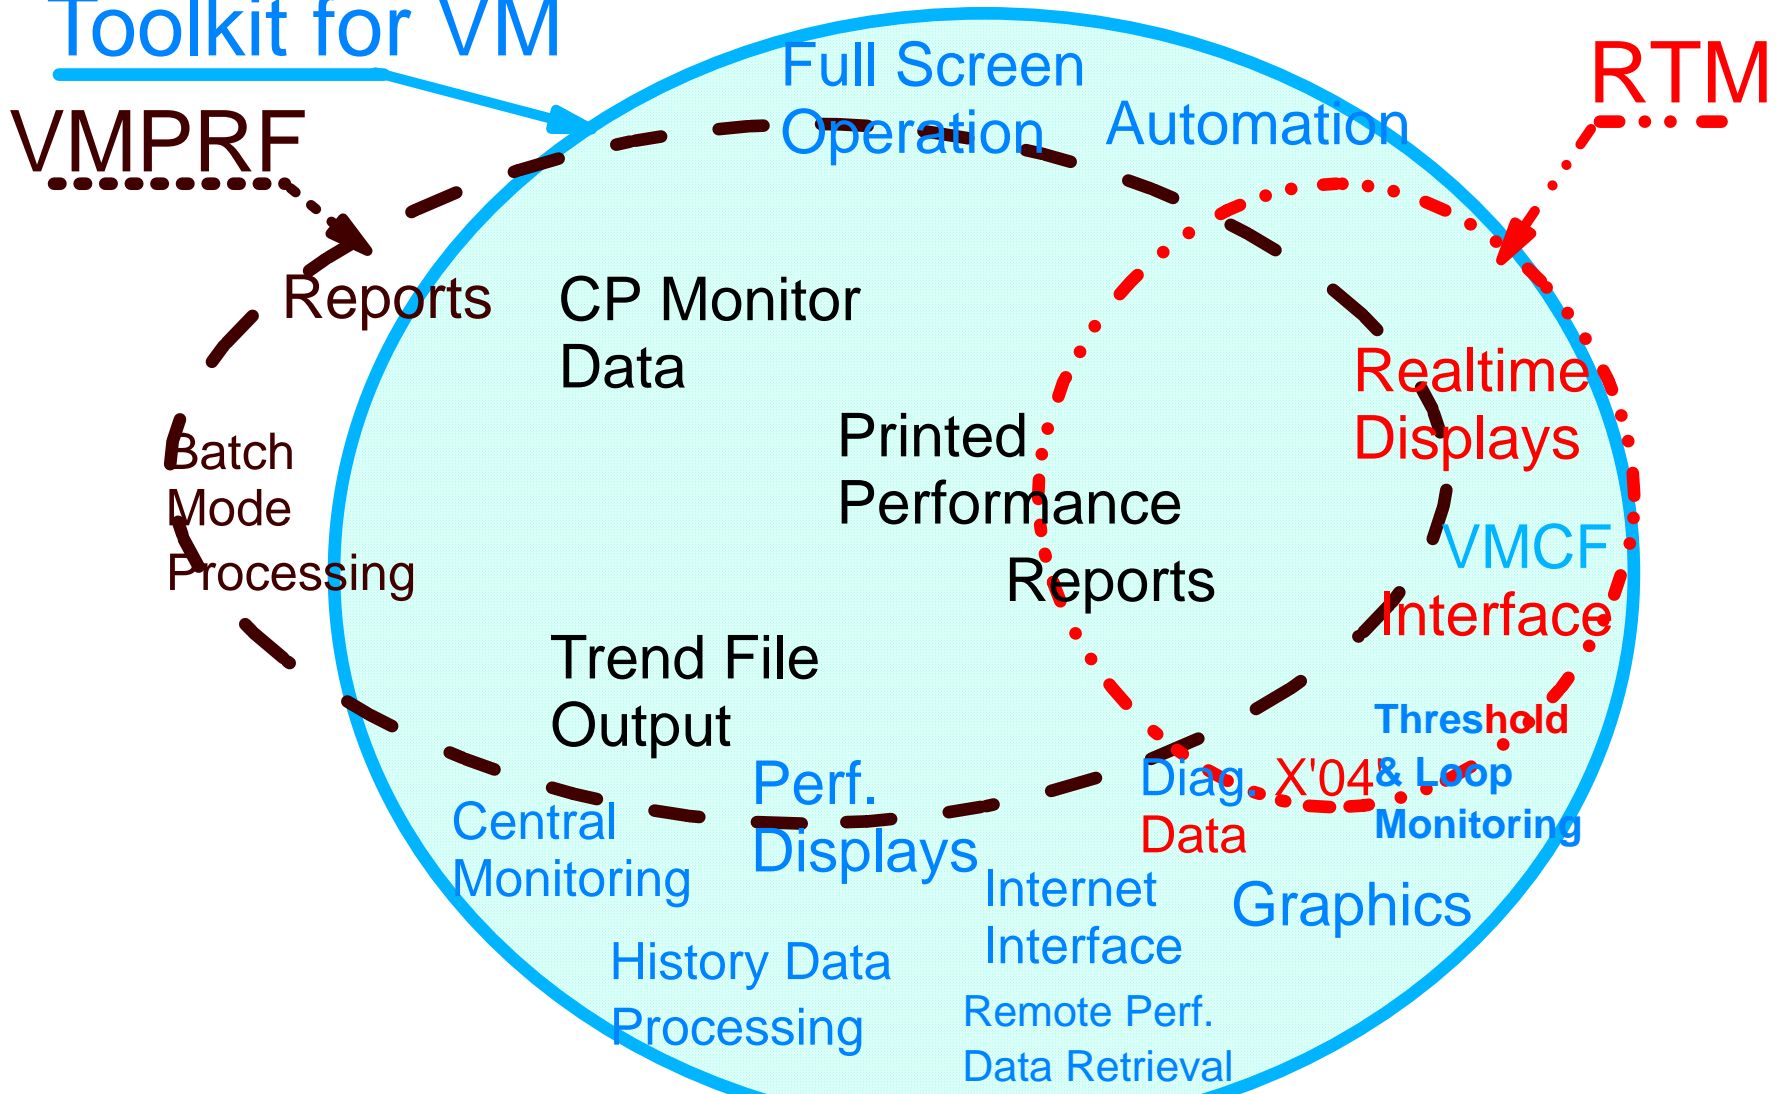 Toolkit for VM
VMPRF
RTM
Full Screen
Operation
Automation
Reports
CP Monitor
Data
Realtime
Displays
Printed
Performance
Reports
Batch
Mode
Processing
VMCF
Interface
Trend File
Output
Threshold
& Loop
Monitoring
Diag. X'04'
Data
Perf.
Displays
Central
Monitoring
Internet
Interface
Graphics
History Data
Processing
Remote Perf.
Data Retrieval